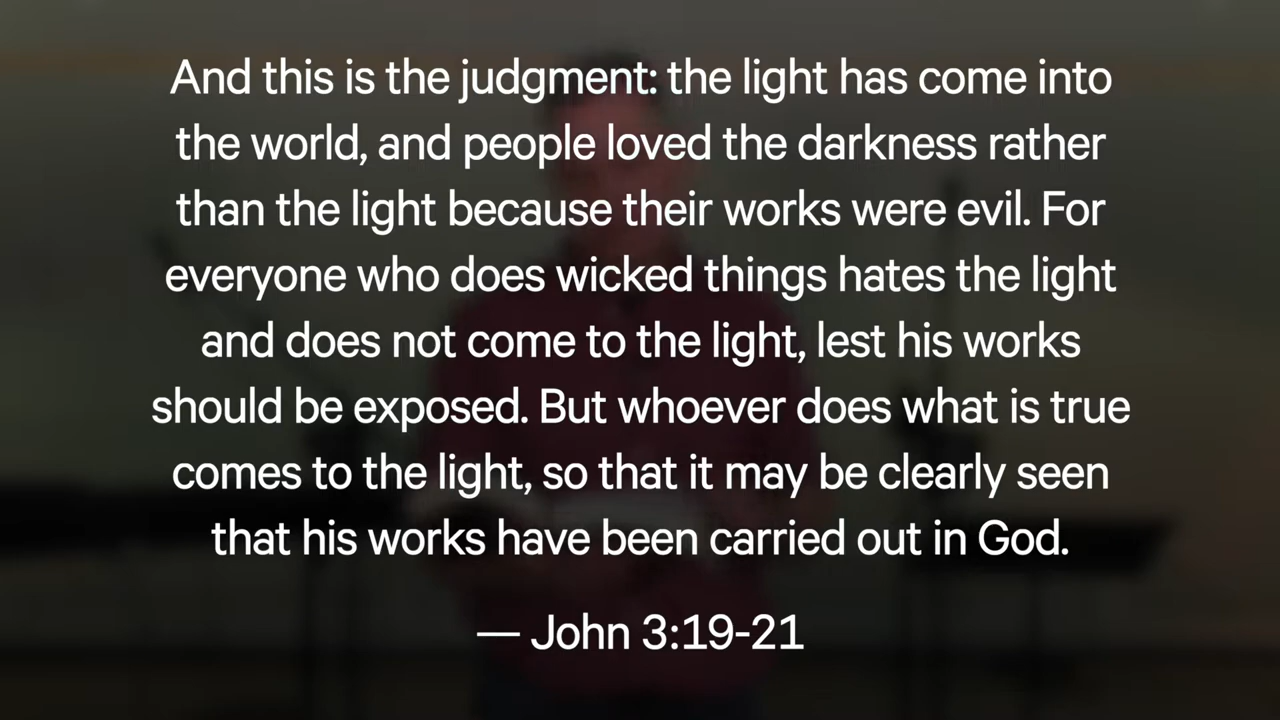 And this is the judgment: the light has come into
the world, and people loved the darkness rather
than the light because their works were evil. For
everyone who does wicked things hates the light
and does not come to the light, lest his works
should be exposed. But whoever does what is true
comes to the light, so that it may be clearly seen
that his works have been carried out in God.
— John 3:19-21